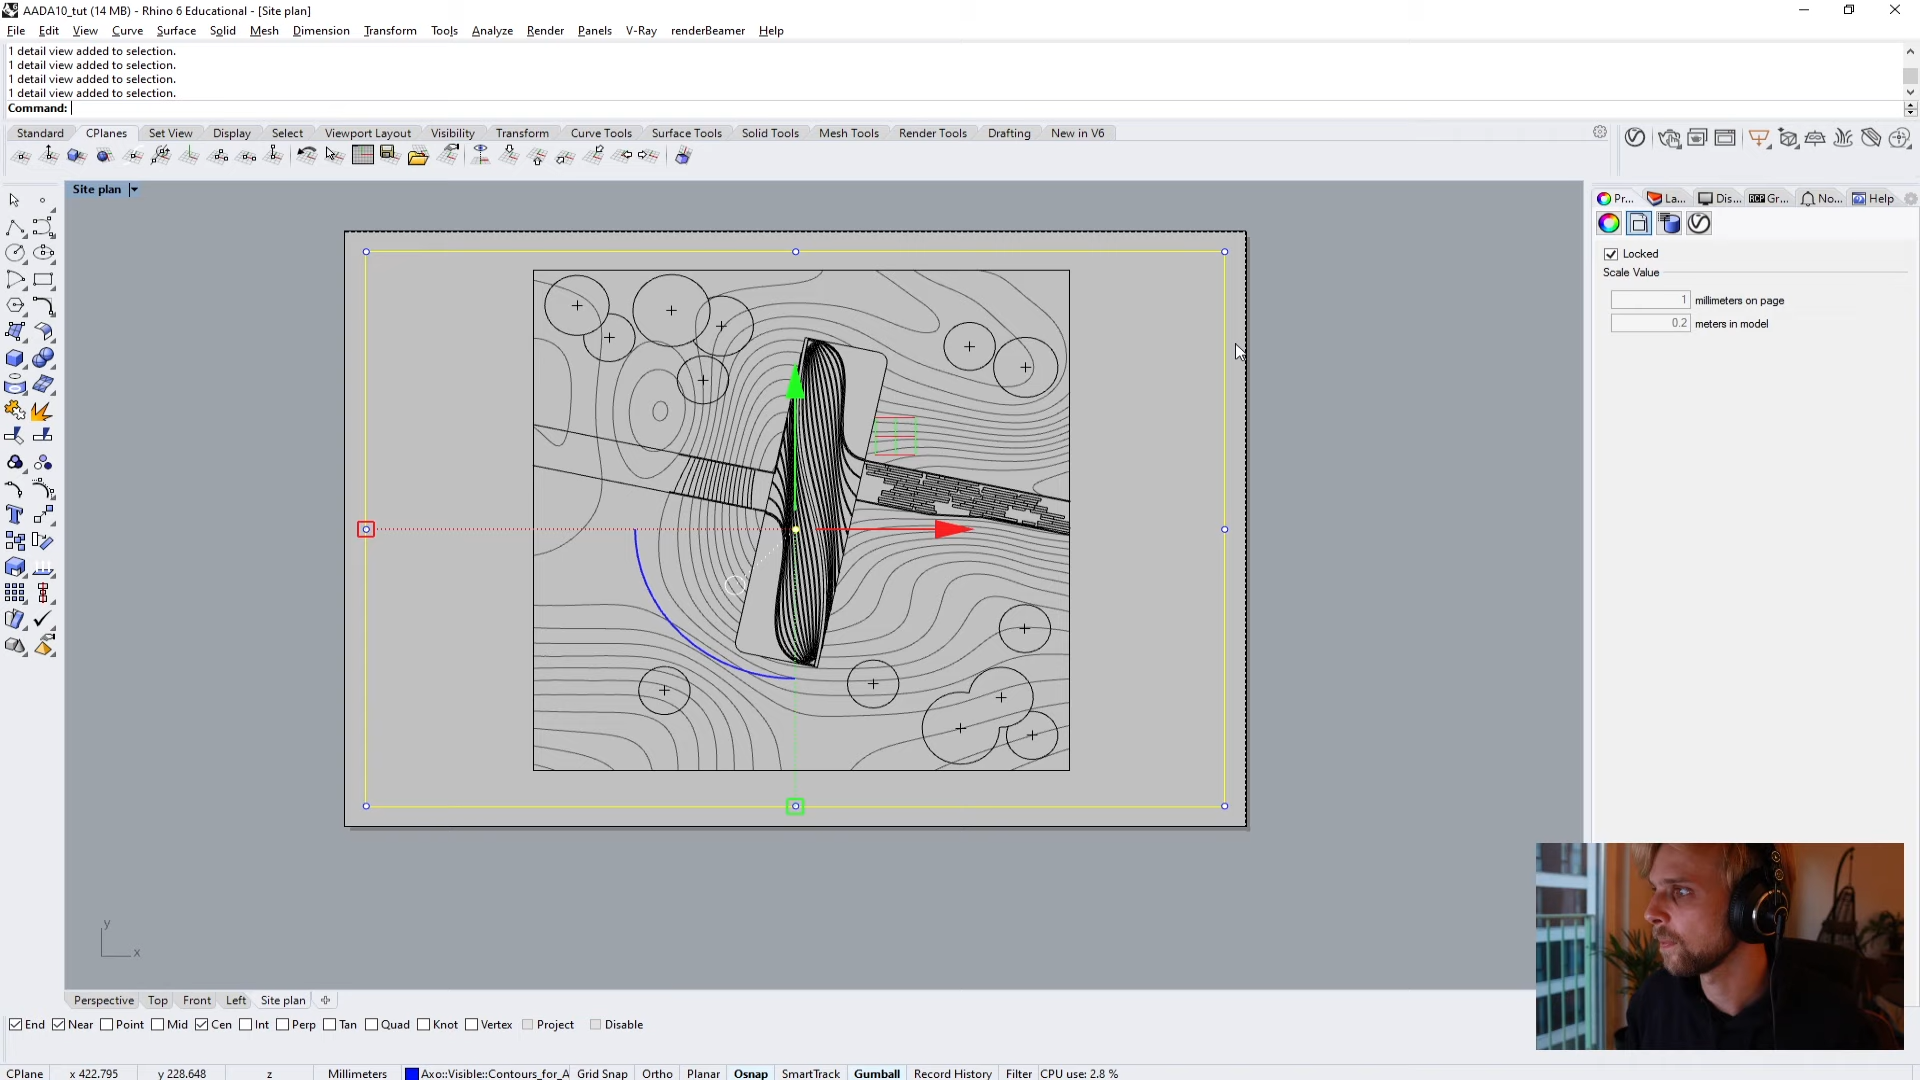 AADA10_tut (14 MB) - Rhino 6 Educational - [Site plan]
File Edit View Curve Surface Solid Mesh Dimension Transform Tools Analyze Render Panels V-Ray renderBeamer Help
1 detail view added to selection.
1 detail view added to selection.
1 detail view added to selection.
1 detail view added to selection.
Command:
Standard CPlanes Set View Display Select Viewport Layout Visibility Transform Curve Tools Surface Tools Solid Tools Mesh Tools Render Tools Drafting New in V6
Site plan
Pr... La... Dis... RCP Gr... No... Help
Locked
Scale Value
1 millimeters on page
0.2 meters in model
y
x
Perspective Top Front Left Site plan
End Near Point Mid Cen Int Perp Tan Quad Knot Vertex Project Disable
CPlane x 422.795 y 228.648 z Millimeters Axo::Visible::Contours_for_A Grid Snap Ortho Planar Osnap SmartTrack Gumball Record History Filter CPU use: 2.8 %